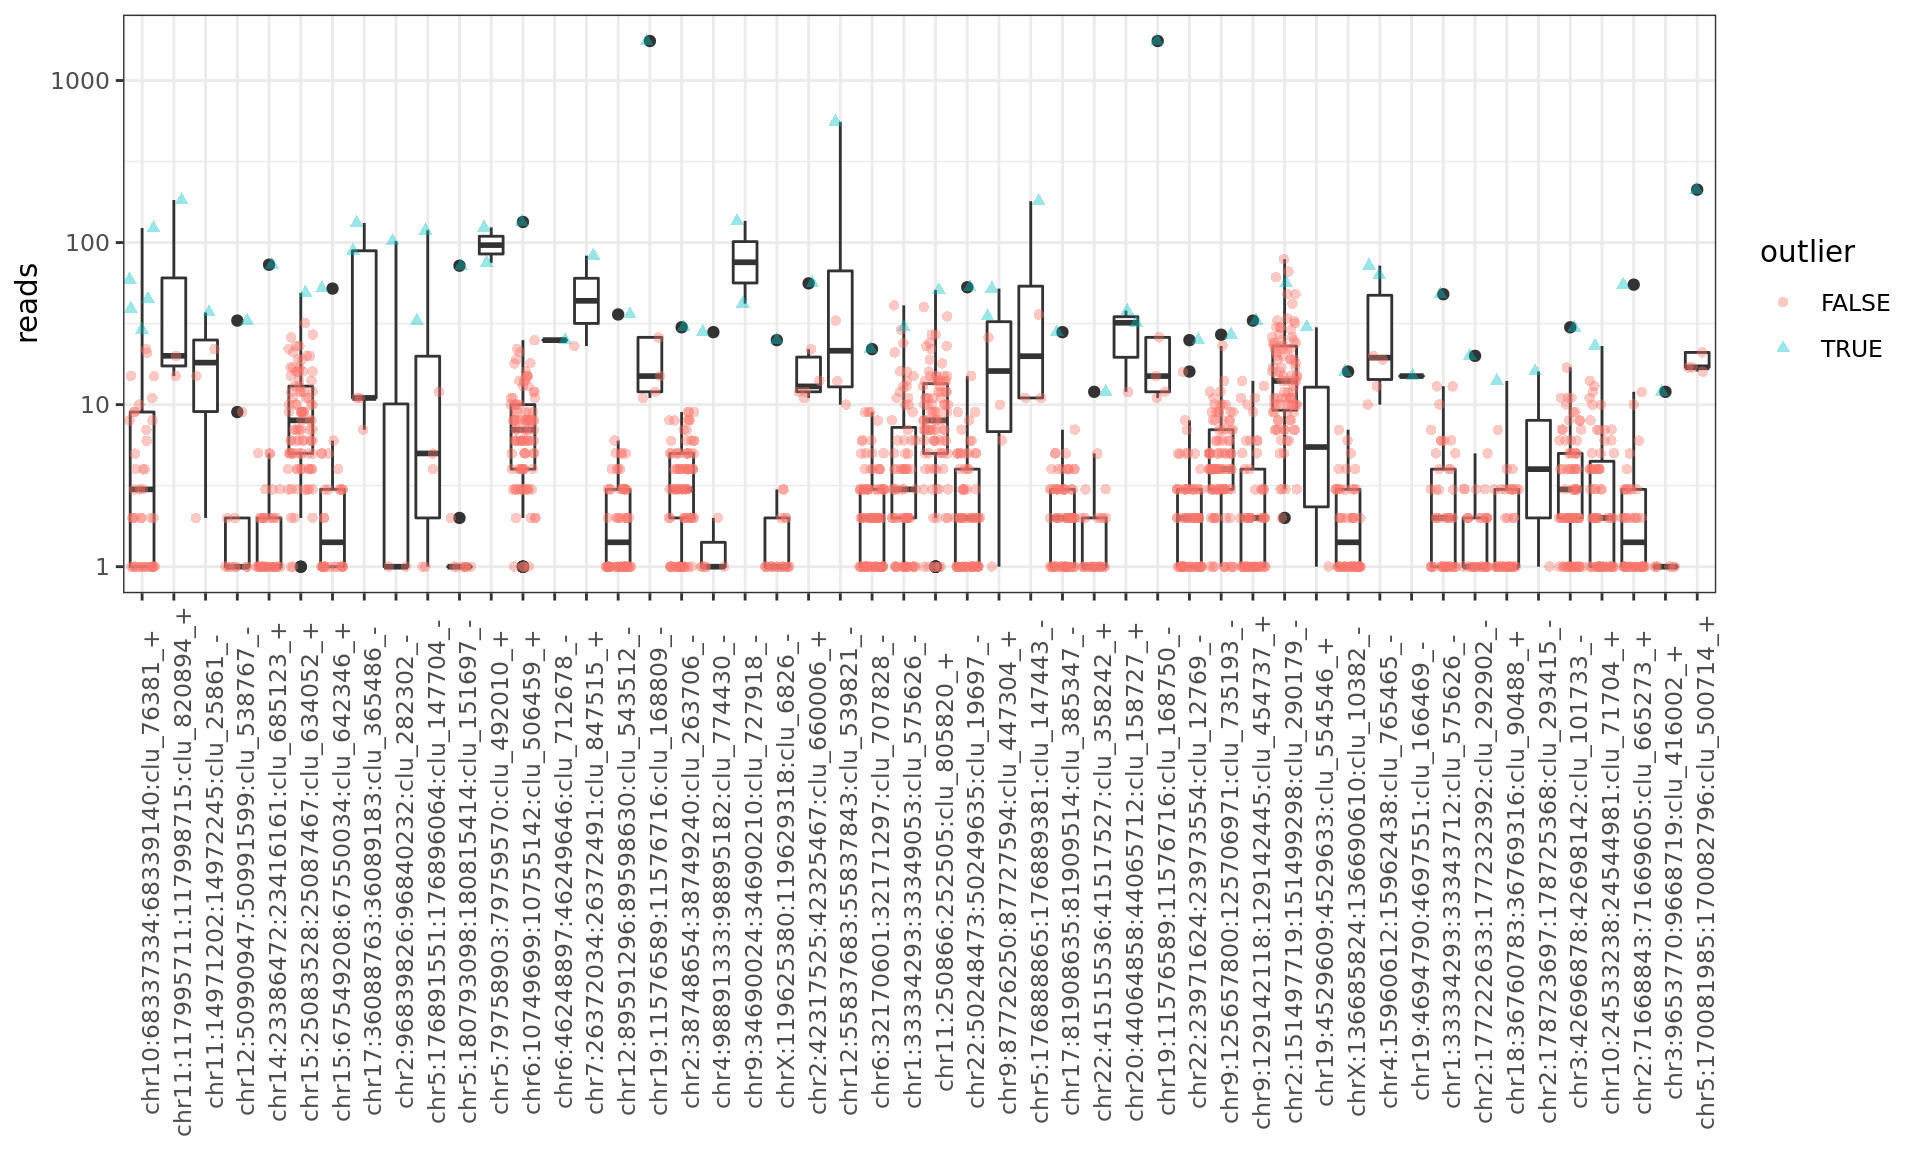 1000
100
10
1
reads
chr10:68337334:68339140:clu_76381_+
chr11:117995711:117998715:clu_820894_+
chr11:14971202:14972245:clu_25861_-
chr12:50990947:50991599:clu_538767_-
chr14:23386472:23416161:clu_685123_+
chr15:25083528:25087467:clu_634052_+
chr15:67549208:67550034:clu_642346_+
chr17:36088763:36089183:clu_365486_-
chr2:96839826:96840232:clu_282302_-
chr5:176891551:176896064:clu_147704_-
chr5:180793098:180815414:clu_151697_-
chr5:79758903:79759570:clu_492010_+
chr6:10749699:10755142:clu_506459_+
chr6:46248897:46249646:clu_712678_-
chr7:26372034:26372491:clu_847515_+
chr12:89591296:89598630:clu_543512_-
chr19:11576589:11576716:clu_168809_-
chr2:38748654:38749240:clu_263706_-
chr4:98891333:98895182:clu_774430_-
chr9:34690024:34690210:clu_727918_-
chrX:119625380:119629318:clu_6826_-
chr2:42317525:42325467:clu_660006_+
chr12:55837683:55837843:clu_539821_-
chr6:32170601:32171297:clu_707828_-
chr1:33342293:33349053:clu_575626_-
chr11:2508866:2522505:clu_805820_+
chr22:50248473:50249635:clu_19697_-
chr9:87726250:87727594:clu_447304_+
chr5:176888865:176889381:clu_147443_-
chr17:81908635:81909514:clu_385347_-
chr22:41515536:41517527:clu_358242_+
chr20:44064858:44065712:clu_158727_+
chr19:11576589:11576716:clu_168750_-
chr22:23971624:23973554:clu_12769_-
chr9:125657800:125706971:clu_735193_-
chr9:129142118:129142445:clu_454737_+
chr2:151497719:151499298:clu_290179_-
chr19:4529609:4529633:clu_554546_+
chrX:136685824:136690610:clu_10382_-
chr4:15960612:15962438:clu_765465_-
chr19:4694790:4697551:clu_166469_-
chr1:33342293:33343712:clu_575626_-
chr2:177222633:177232392:clu_292902_-
chr18:36760783:36769316:clu_90488_+
chr2:178723697:178725368:clu_293415_-
chr3:42696878:42698142:clu_101733_-
chr10:24533238:24544981:clu_71704_+
chr2:71668843:71669605:clu_665273_+
chr3:9653770:9668719:clu_416002_+
chr5:170081985:170082796:clu_500714_+
outlier
FALSE
TRUE